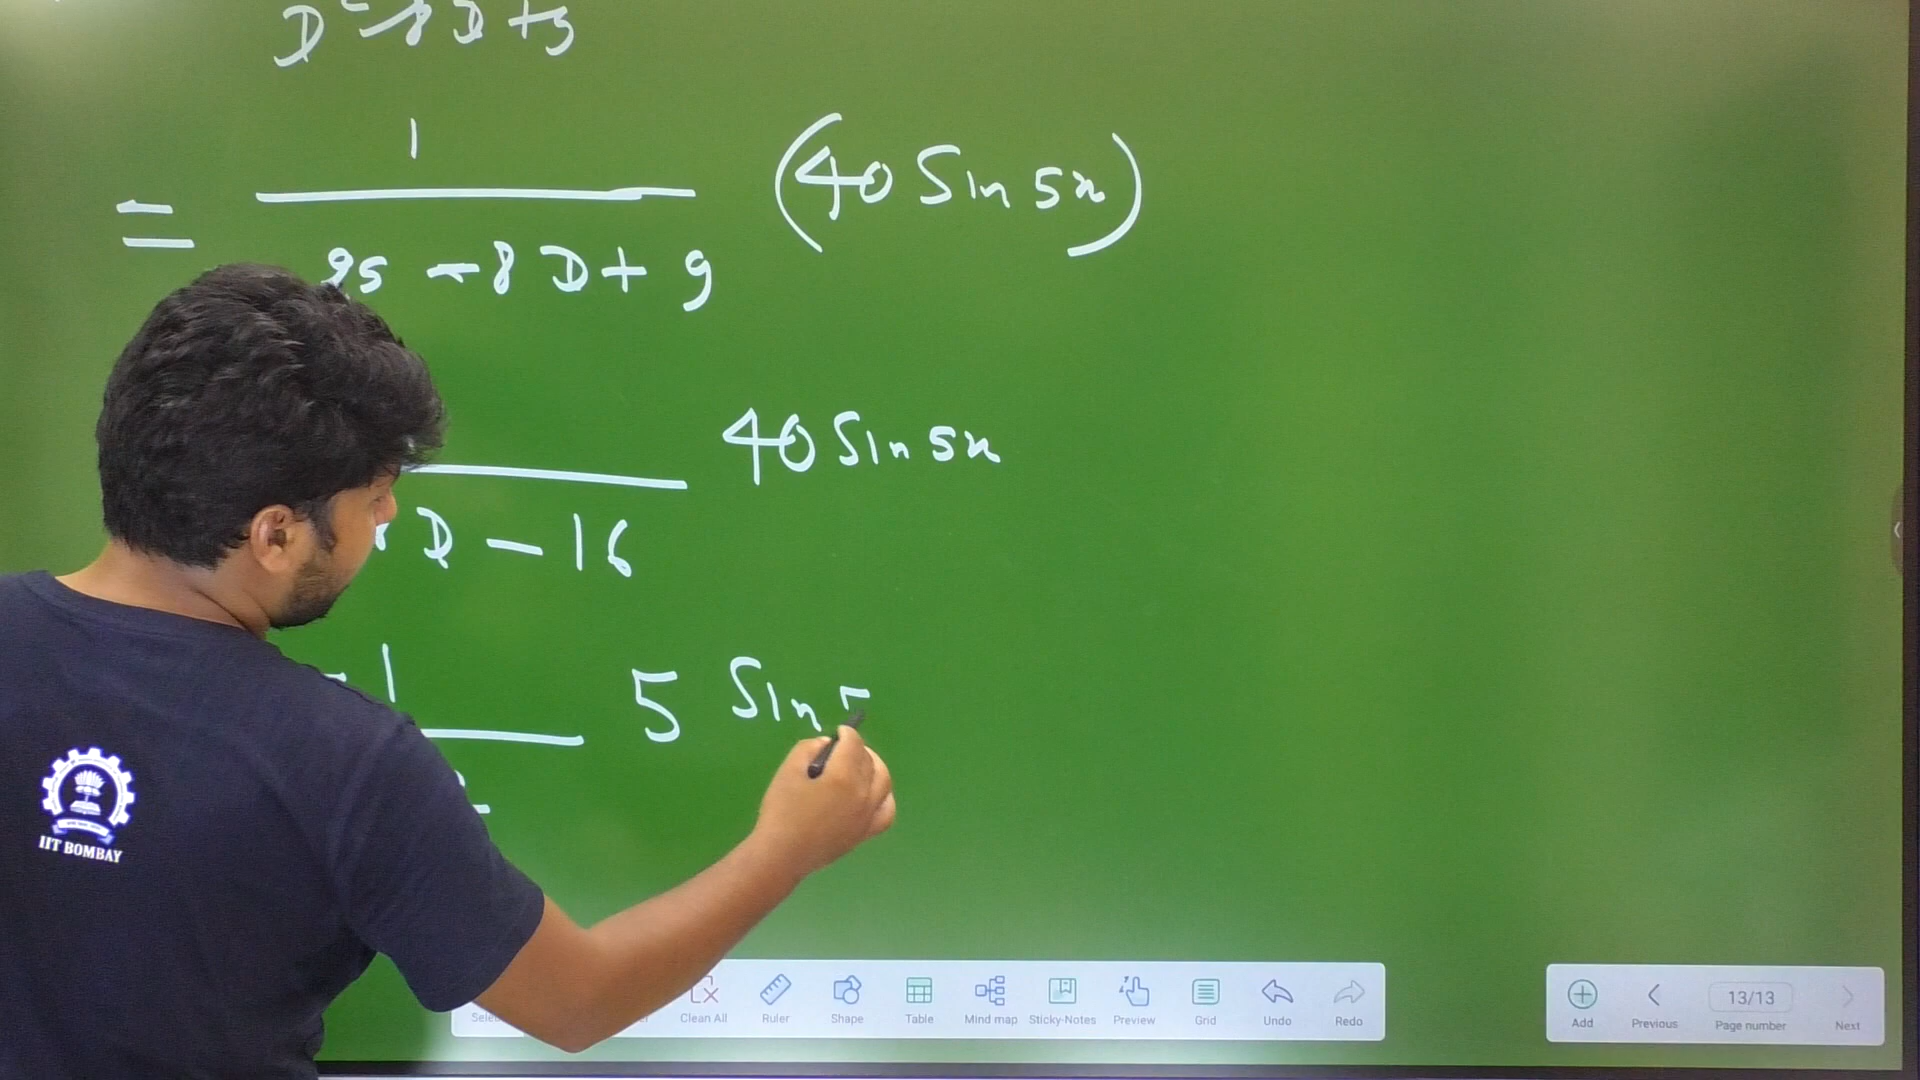 D² - 8D + 9
1
= (40 Sin 5x)
25 - 8D + 9
40 Sin 5x
D - 16
- 1
5 Sin 5
IIT BOMBAY
Clean All Ruler Shape Table Mind map Sticky-Notes Preview Grid Undo Redo
Add Previous 13/13 Page number Next